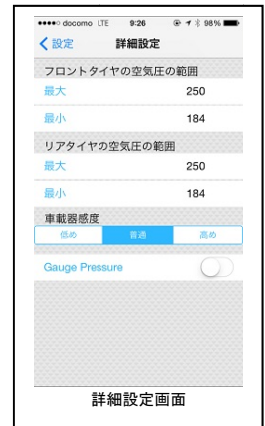 docomo LTE 9:26 98%
設定 詳細設定
フロントタイヤの空気圧の範囲
最大 250
最小 184
リアタイヤの空気圧の範囲
最大 250
最小 184
車載器感度
低め 普通 高め
Gauge Pressure
詳細設定画面